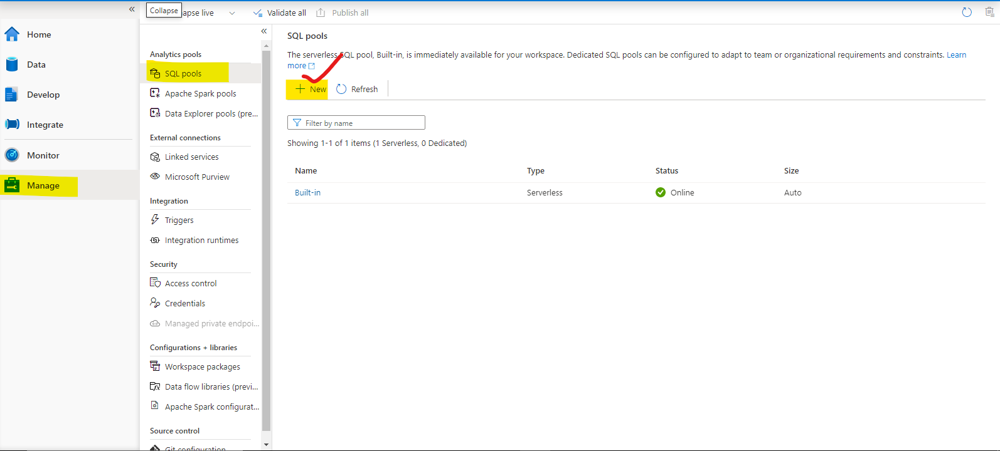 Collapse
apse live
Validate all
Publish all
Home
Data
Develop
Integrate
Monitor
Manage
Analytics pools
SQL pools
Apache Spark pools
Data Explorer pools (pre...
External connections
Linked services
Microsoft Purview
Integration
Triggers
Integration runtimes
Security
Access control
Credentials
Managed private endpoi...
Configurations + libraries
Workspace packages
Data flow libraries (previ...
Apache Spark configurat...
Source control
Git configuration
SQL pools
The serverless SQL pool, Built-in, is immediately available for your workspace. Dedicated SQL pools can be configured to adapt to team or organizational requirements and constraints. Learn
more
New
Refresh
Filter by name
Showing 1-1 of 1 items (1 Serverless, 0 Dedicated)
Name Type Status Size
Built-in Serverless Online Auto